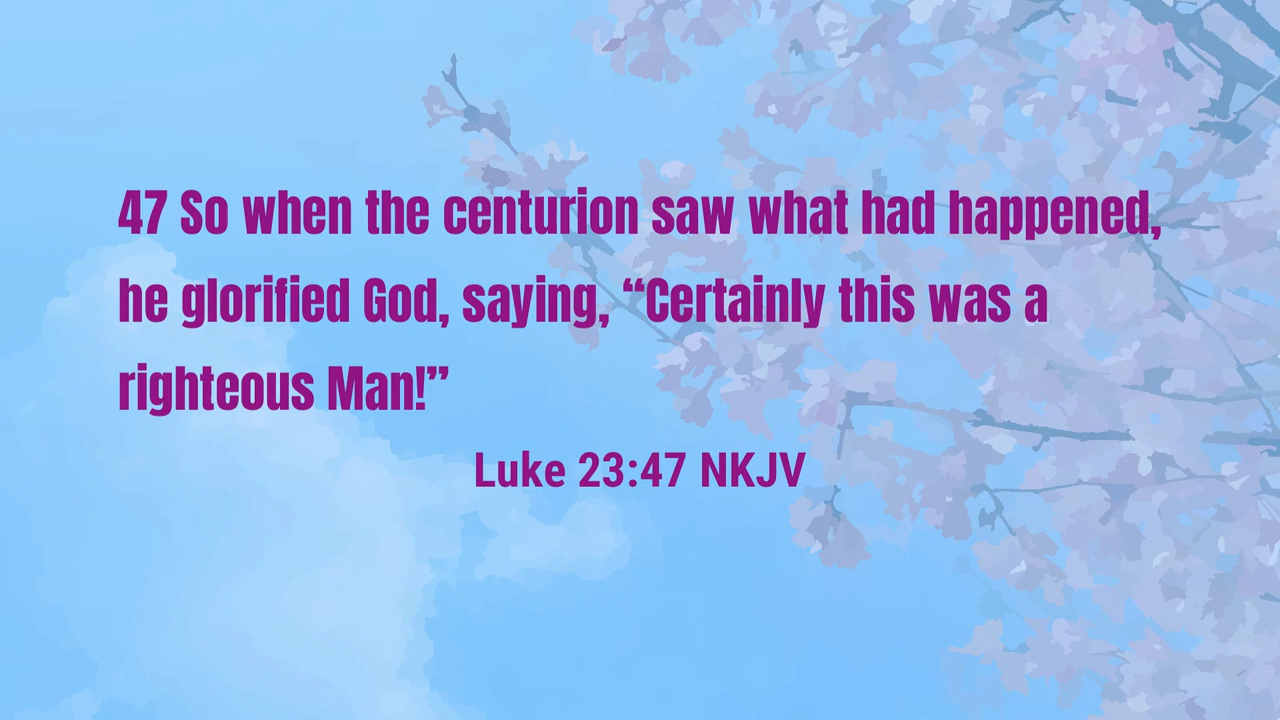 47 So when the centurion saw what had happened,
he glorified God, saying, “Certainly this was a
righteous Man!”
Luke 23:47 NKJV